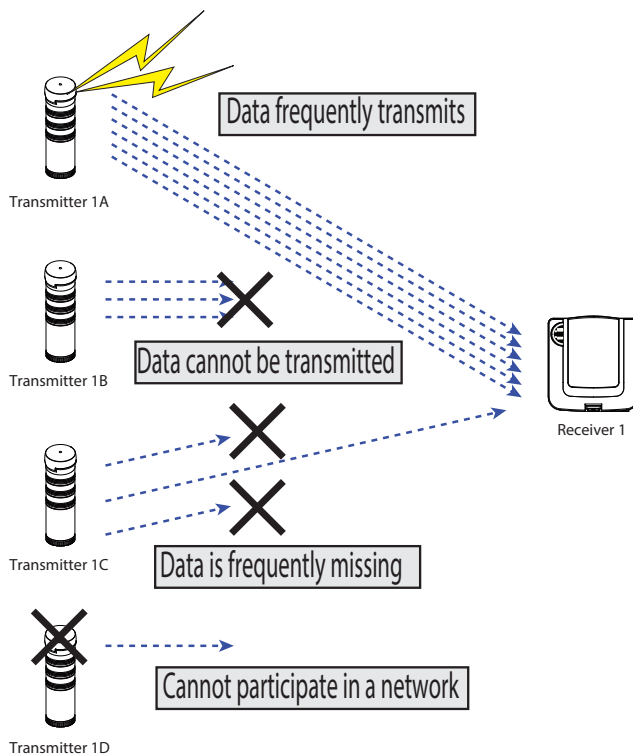 Data frequently transmits
Transmitter 1A
Data cannot be transmitted
Transmitter 1B
Receiver 1
Data is frequently missing
Transmitter 1C
Cannot participate in a network
Transmitter 1D